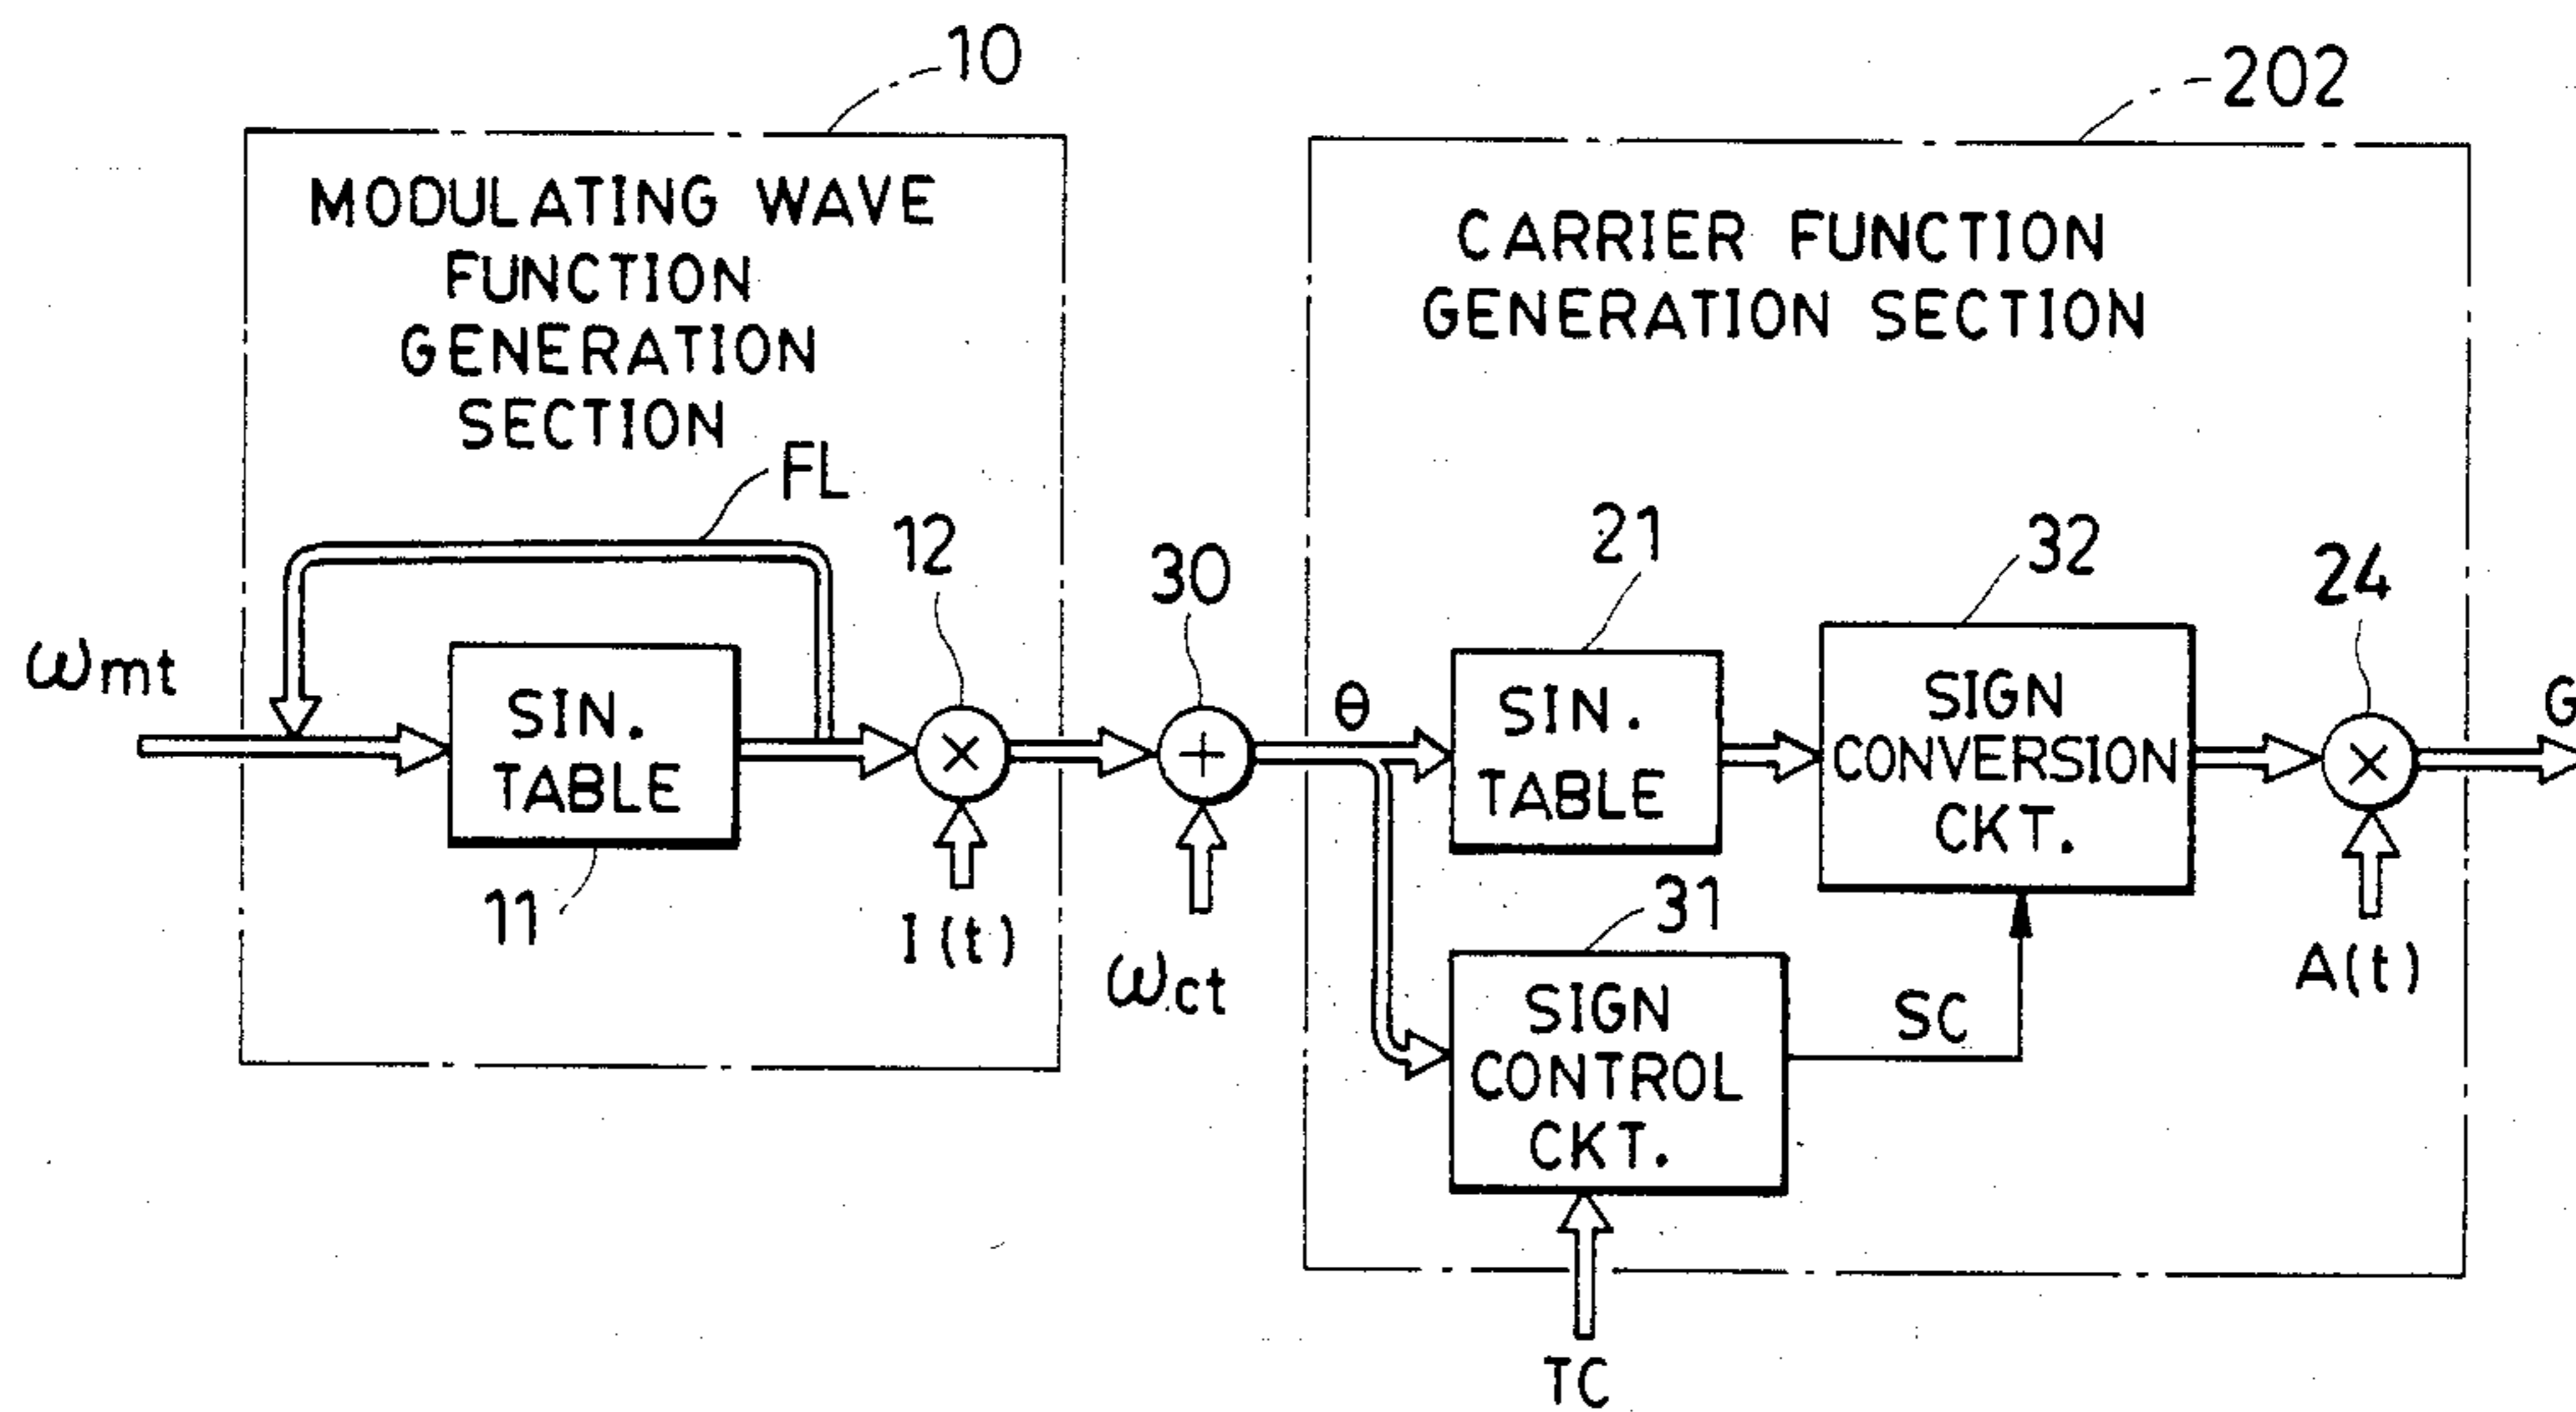 10
202
MODULATING WAVE
FUNCTION
GENERATION
SECTION
CARRIER FUNCTION
GENERATION SECTION
FL
12
30
21
32
24
ωmt
SIN.
TABLE
11
×
I(t)
+
ωct
θ
SIN.
TABLE
SIGN
CONVERSION
CKT.
×
G
A(t)
31
SIGN
CONTROL
CKT.
SC
TC